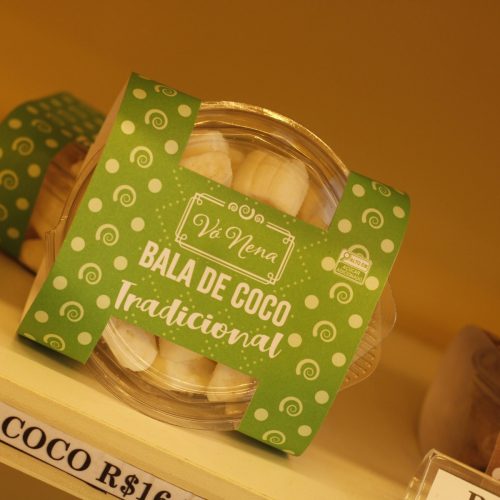 Vó Nena
BALA DE COCO
Tradicional
COCO R$16